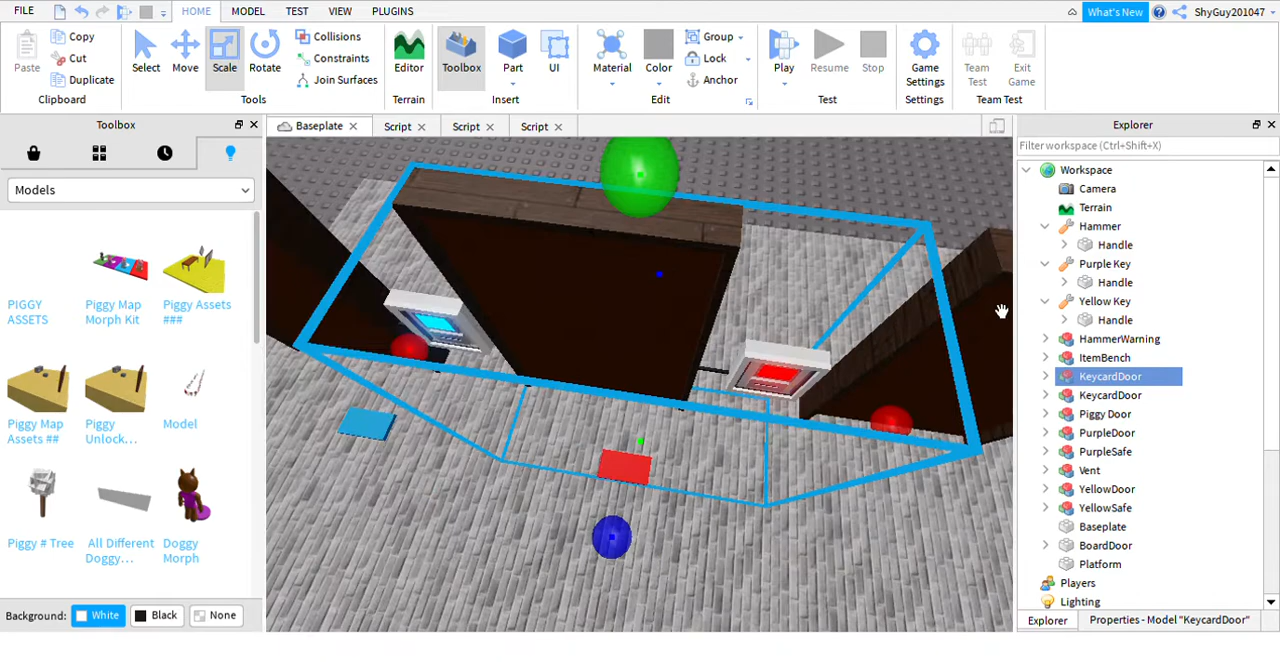 FILE HOME MODEL TEST VIEW PLUGINS What's New ShyGuy201047
Paste Copy Cut Duplicate Select Move Scale Rotate Collisions Constraints Join Surfaces Editor Toolbox Part UI Material Color Group Lock Anchor Play Resume Stop Game Settings Team Test Exit Game
Clipboard Tools Terrain Insert Edit Test Settings Team Test
Toolbox
Baseplate Script Script Script
Explorer
Filter workspace (Ctrl+Shift+X)
Models
PIGGY ASSETS
Piggy Map Morph Kit
Piggy Assets ###
Piggy Map Assets ##
Piggy Unlock...
Model
Piggy # Tree
All Different Doggy...
Doggy Morph
Background: White Black None
Workspace
Camera
Terrain
Hammer
Handle
Purple Key
Handle
Yellow Key
Handle
HammerWarning
ItemBench
KeycardDoor
KeycardDoor
Piggy Door
PurpleDoor
PurpleSafe
Vent
YellowDoor
YellowSafe
Baseplate
BoardDoor
Platform
Players
Lighting
Explorer Properties - Model "KeycardDoor"